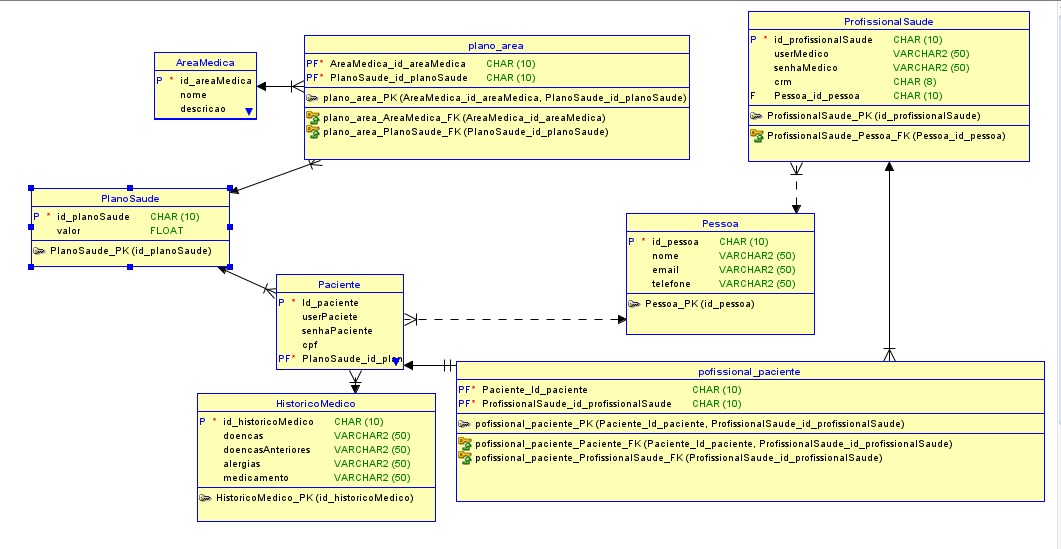 AreaMedica
P * id_areaMedica
nome
descricao
plano_area
PF* AreaMedica_id_areaMedica CHAR (10)
PF* PlanoSaude_id_planoSaude CHAR (10)
plano_area_PK (AreaMedica_id_areaMedica, PlanoSaude_id_planoSaude)
plano_area_AreaMedica_FK (AreaMedica_id_areaMedica)
plano_area_PlanoSaude_FK (PlanoSaude_id_planoSaude)
ProfissionalSaude
P * id_profissionalSaude CHAR (10)
userMedico VARCHAR2 (50)
senhaMedico VARCHAR2 (50)
crm CHAR (8)
F Pessoa_id_pessoa CHAR (10)
ProfissionalSaude_PK (id_profissionalSaude)
ProfissionalSaude_Pessoa_FK (Pessoa_id_pessoa)
PlanoSaude
P * id_planoSaude CHAR (10)
valor FLOAT
PlanoSaude_PK (id_planoSaude)
Pessoa
P * id_pessoa CHAR (10)
nome VARCHAR2 (50)
email VARCHAR2 (50)
telefone VARCHAR2 (50)
Pessoa_PK (id_pessoa)
Paciente
P * Id_paciente
userPaciete
senhaPaciente
cpf
PF* PlanoSaude_id_plan
HistoricoMedico
P * id_historicoMedico CHAR (10)
doencas VARCHAR2 (50)
doencasAnteriores VARCHAR2 (50)
alergias VARCHAR2 (50)
medicamento VARCHAR2 (50)
HistoricoMedico_PK (id_historicoMedico)
pofissional_paciente
PF* Paciente_Id_paciente CHAR (10)
PF* ProfissionalSaude_id_profissionalSaude CHAR (10)
pofissional_paciente_PK (Paciente_Id_paciente, ProfissionalSaude_id_profissionalSaude)
pofissional_paciente_Paciente_FK (Paciente_Id_paciente, ProfissionalSaude_id_profissionalSaude)
pofissional_paciente_ProfissionalSaude_FK (ProfissionalSaude_id_profissionalSaude)